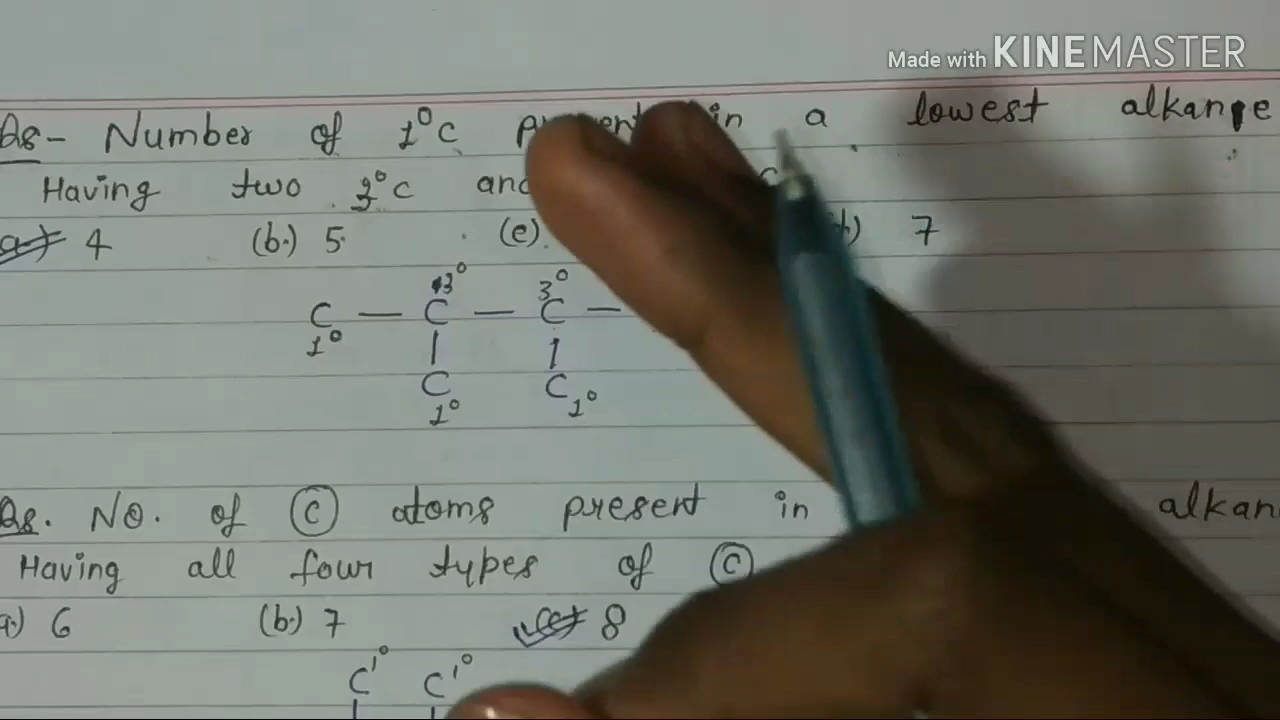 Made with KINEMASTER
Qs- Number of 1°C in a lowest alkane
Having two 3°C and
a) 4 (b.) 5 (c) d) 7
3° 3°
C — C — C —
1° | |
C C 1°
1°
Qs. No. of C atoms present in alkan
Having all four types of C
a.) 6 (b.) 7 (c) 8
C 1° C 1°